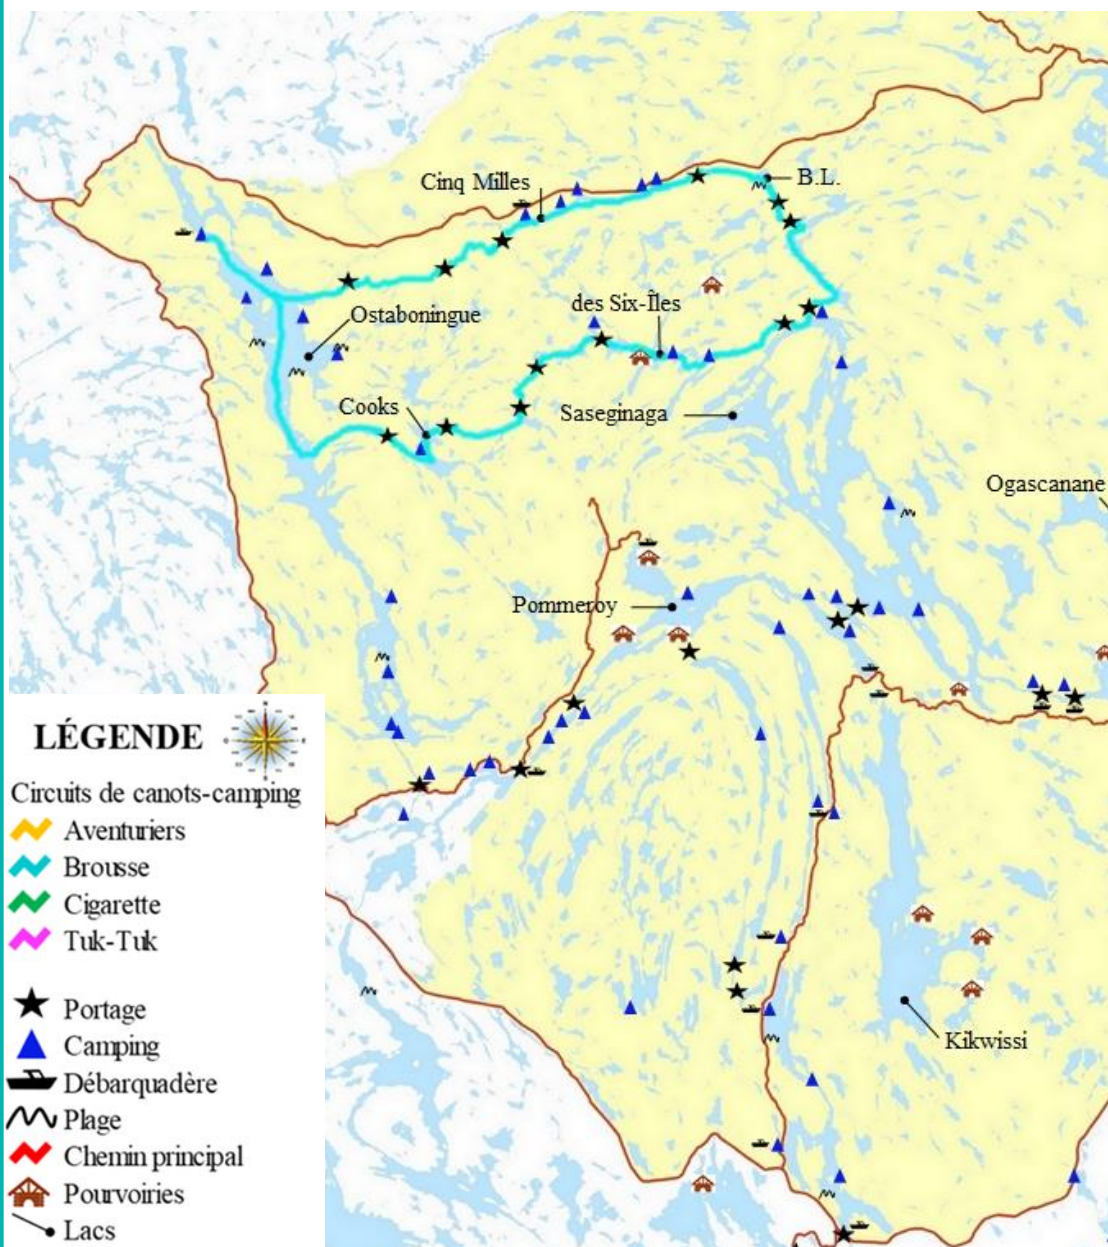 Cinq Milles
B.L.
des Six-Îles
Ostaboningue
Cooks
Saseginaga
Ogascanane
Pommeroy
Kikwissi
LÉGENDE
Circuits de canots-camping
Aventuriers
Brousse
Cigarette
Tuk-Tuk
Portage
Camping
Débarquadère
Plage
Chemin principal
Pourvoiries
Lacs